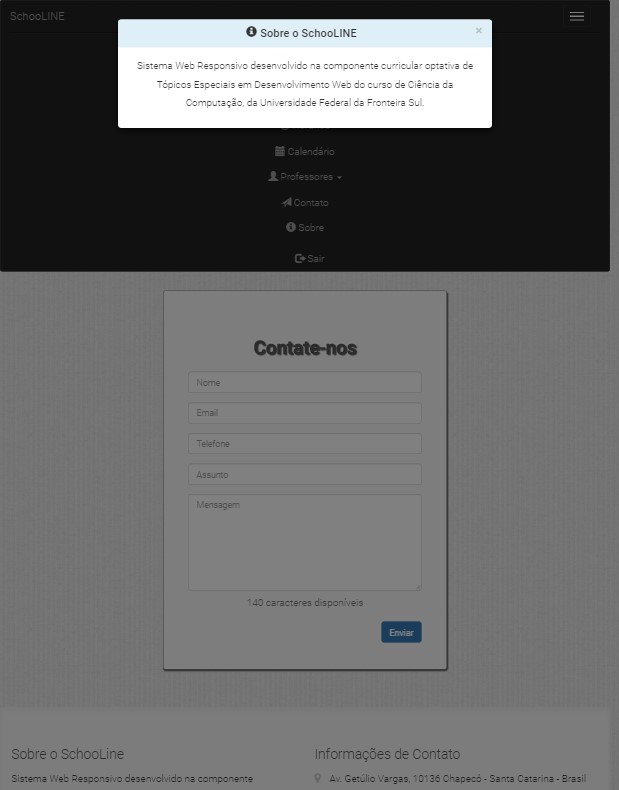 SchooLINE
Sobre o SchooLINE
×
Sistema Web Responsivo desenvolvido na componente curricular optativa de
Tópicos Especiais em Desenvolvimento Web do curso de Ciência da
Computação, da Universidade Federal da Fronteira Sul.
Calendário
Professores
Contato
Sobre
Sair
Contate-nos
Nome
Email
Telefone
Assunto
Mensagem
140 caracteres disponíveis
Enviar
Sobre o SchooLine
Sistema Web Responsivo desenvolvido na componente
Informações de Contato
Av. Getúlio Vargas, 10136 Chapecó - Santa Catarina - Brasil